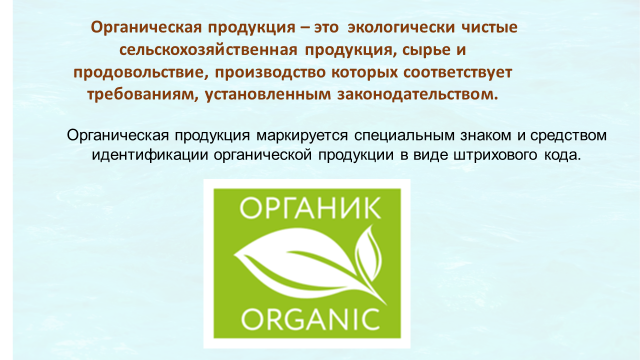 Органическая продукция – это экологически чистые
сельскохозяйственная продукция, сырье и
продовольствие, производство которых соответствует
требованиям, установленным законодательством.
Органическая продукция маркируется специальным знаком и средством
идентификации органической продукции в виде штрихового кода.
ОРГАНИК
ORGANIC